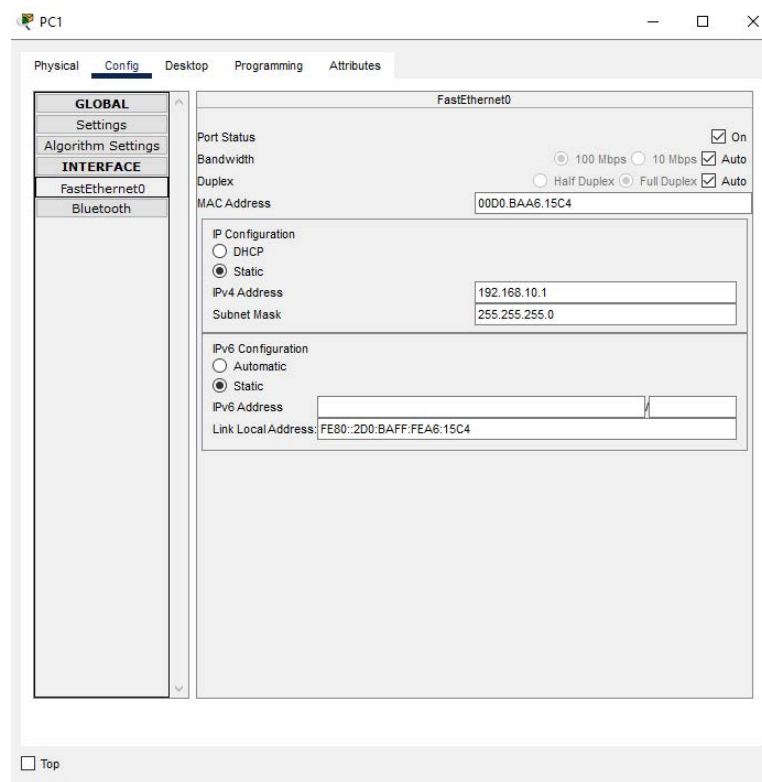 PC1
Physical Config Desktop Programming Attributes
GLOBAL
Settings
Algorithm Settings
INTERFACE
FastEthernet0
Bluetooth
FastEthernet0
Port Status On
Bandwidth 100 Mbps 10 Mbps Auto
Duplex Half Duplex Full Duplex Auto
MAC Address 00D0.BAA6.15C4
IP Configuration
DHCP
Static
IPv4 Address 192.168.10.1
Subnet Mask 255.255.255.0
IPv6 Configuration
Automatic
Static
IPv6 Address /
Link Local Address: FE80::2D0:BAFF:FEA6:15C4
Top